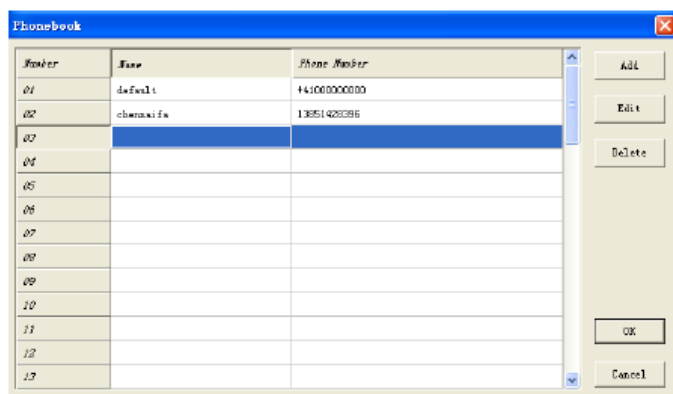 Phonebook
Number Name Phone Number
01 default +41000000000
02 chennaifa 13851428396
03
04
05
06
07
08
09
10
11
12
13
Add
Edit
Delete
OK
Cancel